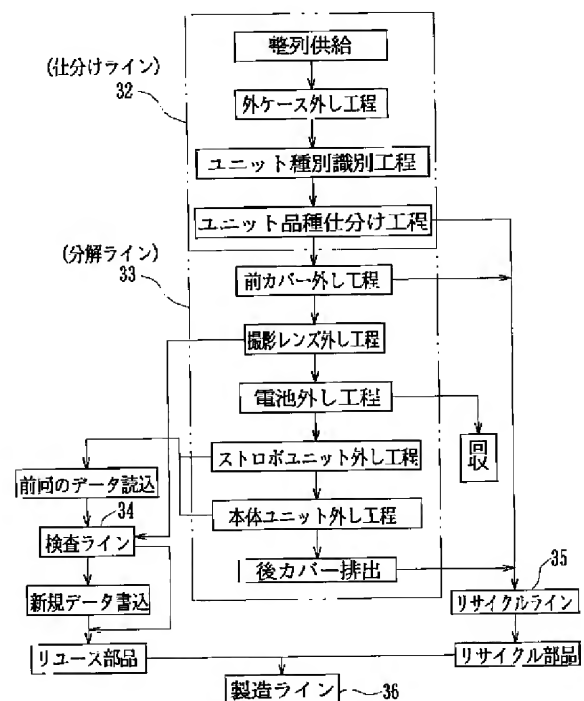 整列供給
(仕分けライン)
32
外ケース外し工程
ユニット種別識別工程
ユニット品種仕分け工程
(分解ライン)
33
前カバー外し工程
撮影レンズ外し工程
電池外し工程
回収
ストロボユニット外し工程
前回のデータ読込
34
本体ユニット外し工程
検査ライン
後カバー排出
35
新規データ書込
リサイクルライン
リユース部品
リサイクル部品
製造ライン
36